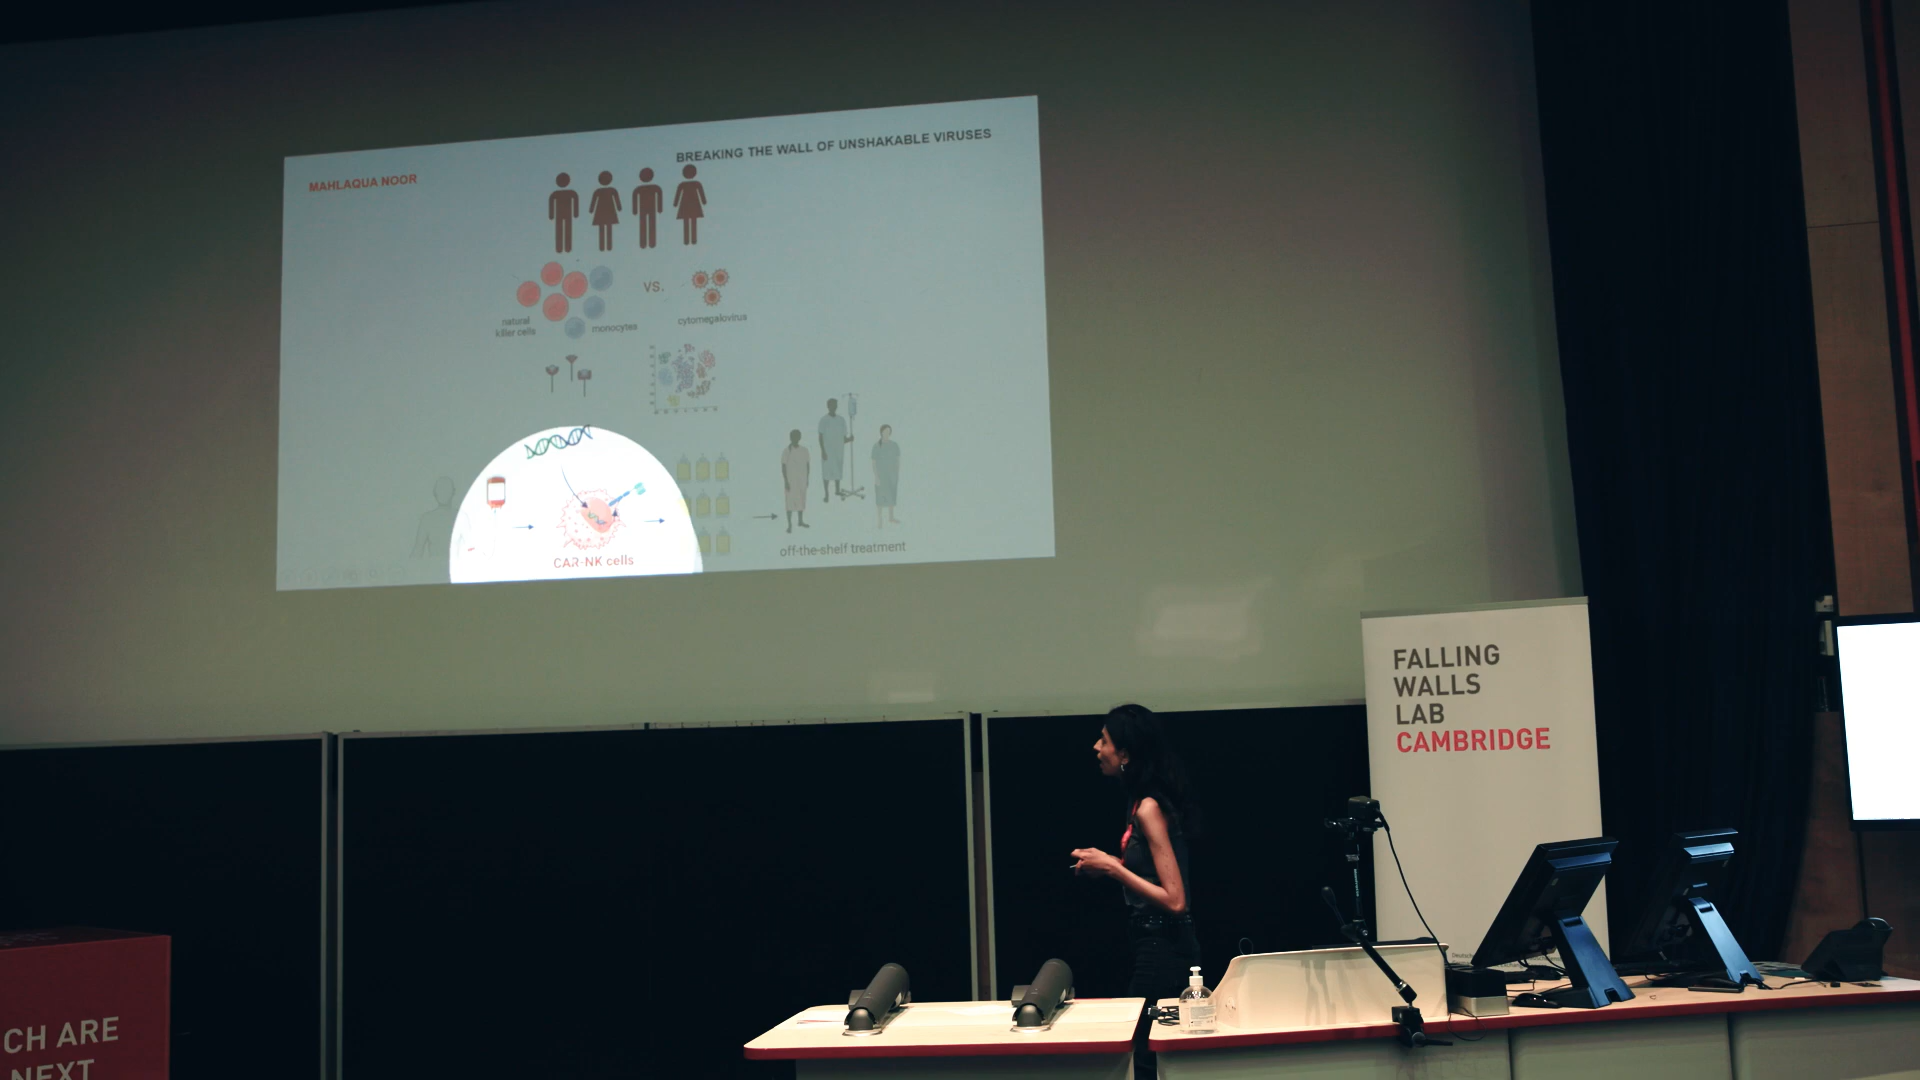 MAHLAQUA NOOR
BREAKING THE WALL OF UNSHAKABLE VIRUSES
natural
killer cells
monocytes
VS.
cytomegalovirus
CAR-NK cells
off-the-shelf treatment
FALLING
WALLS
LAB
CAMBRIDGE
CH ARE
NEXT